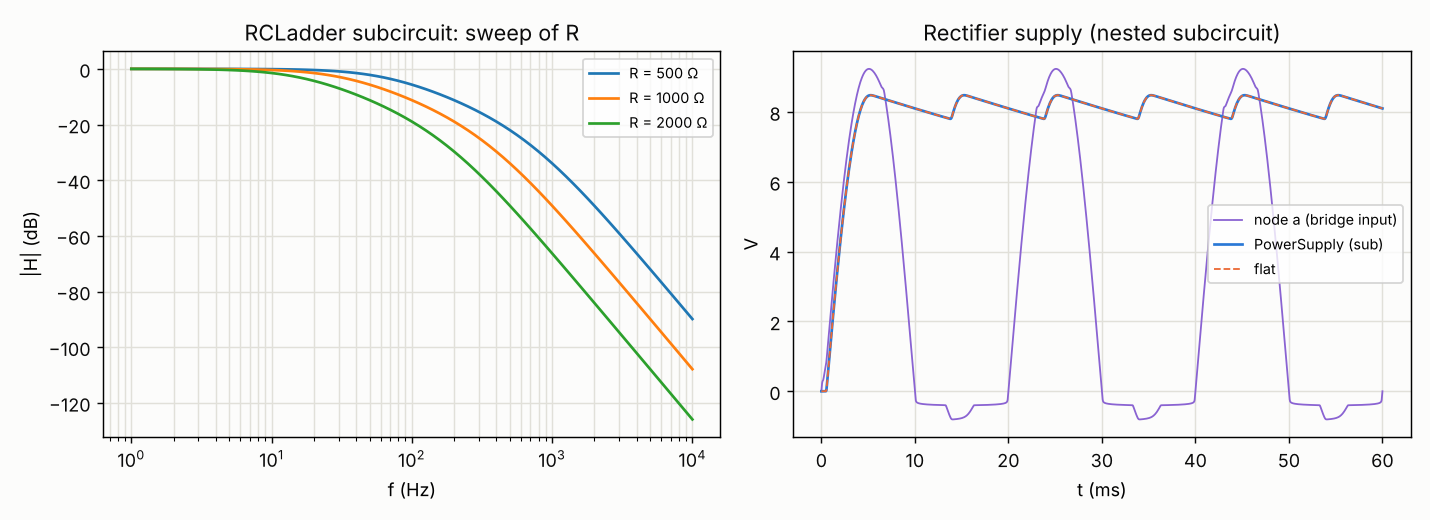 RCLadder subcircuit: sweep of R
|H| (dB)
0
−20
−40
−60
−80
−100
−120
R = 500 Ω
R = 1000 Ω
R = 2000 Ω
10⁰ 10¹ 10² 10³ 10⁴
f (Hz)
Rectifier supply (nested subcircuit)
V
8
6
4
2
0
node a (bridge input)
PowerSupply (sub)
flat
0 10 20 30 40 50 60
t (ms)